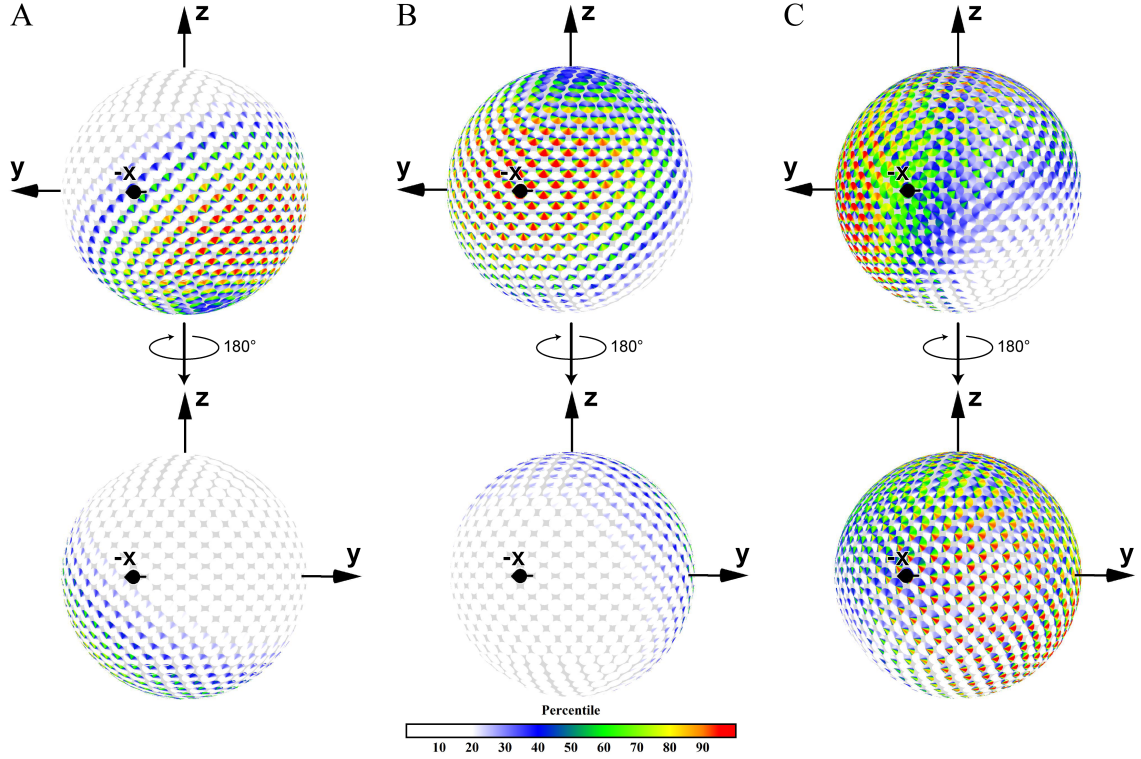 A B C
z z z
y -x y -x y -x
180° 180° 180°
z z z
-x y -x y -x y
Percentile
10 20 30 40 50 60 70 80 90